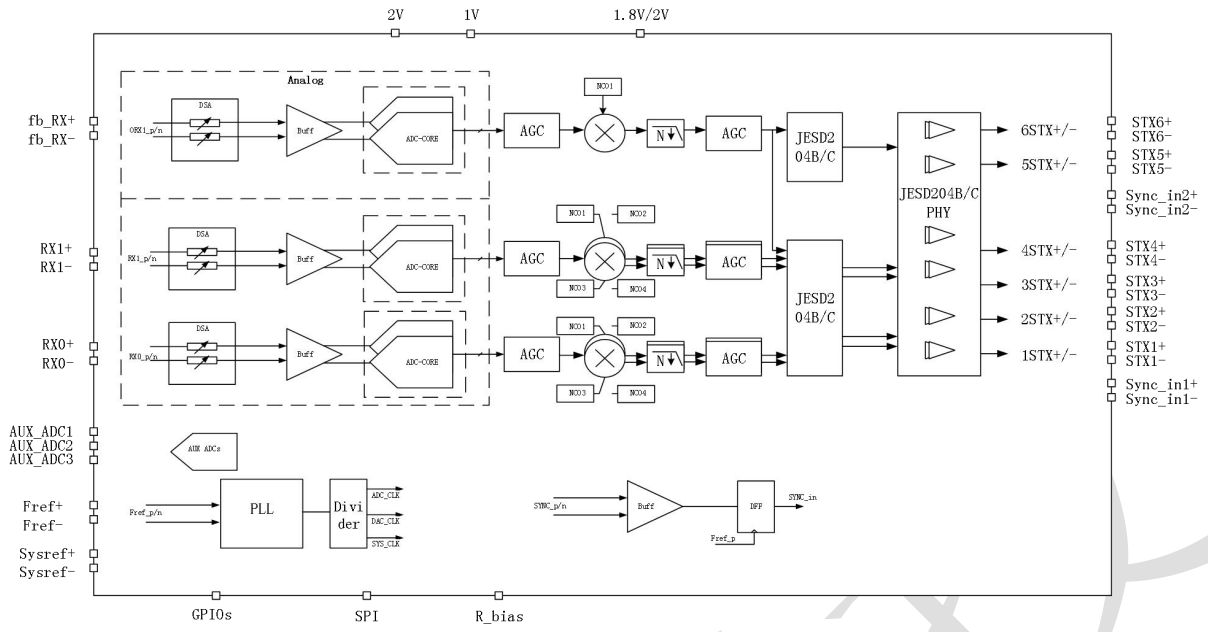 2V
1V
1.8V/2V
Analog
DSA
ORX1_p/n
Buff
ADC-CORE
AGC
NCO1
N
AGC
JESD2
04B/C
JESD204B/C
PHY
6STX+/-
5STX+/-
4STX+/-
3STX+/-
2STX+/-
1STX+/-
fb_RX+
fb_RX-
RX1+
RX1-
RX0+
RX0-
DSA
RX1_p/n
Buff
ADC-CORE
AGC
NCO1
NCO2
NCO3
NCO4
N
AGC
JESD2
04B/C
DSA
RX0_p/n
Buff
ADC-CORE
AGC
NCO1
NCO2
NCO3
NCO4
N
AGC
STX6+
STX6-
STX5+
STX5-
Sync_in2+
Sync_in2-
STX4+
STX4-
STX3+
STX3-
STX2+
STX2-
STX1+
STX1-
Sync_in1+
Sync_in1-
AUX_ADC1
AUX_ADC2
AUX_ADC3
AUX ADCs
Fref+
Fref-
Sysref+
Sysref-
Fref_p/n
PLL
Divi
der
ADC_CLK
DAC_CLK
SYS_CLK
SYNC_p/n
Buff
DFF
SYNC_in
Fref_p
GPIOs
SPI
R_bias